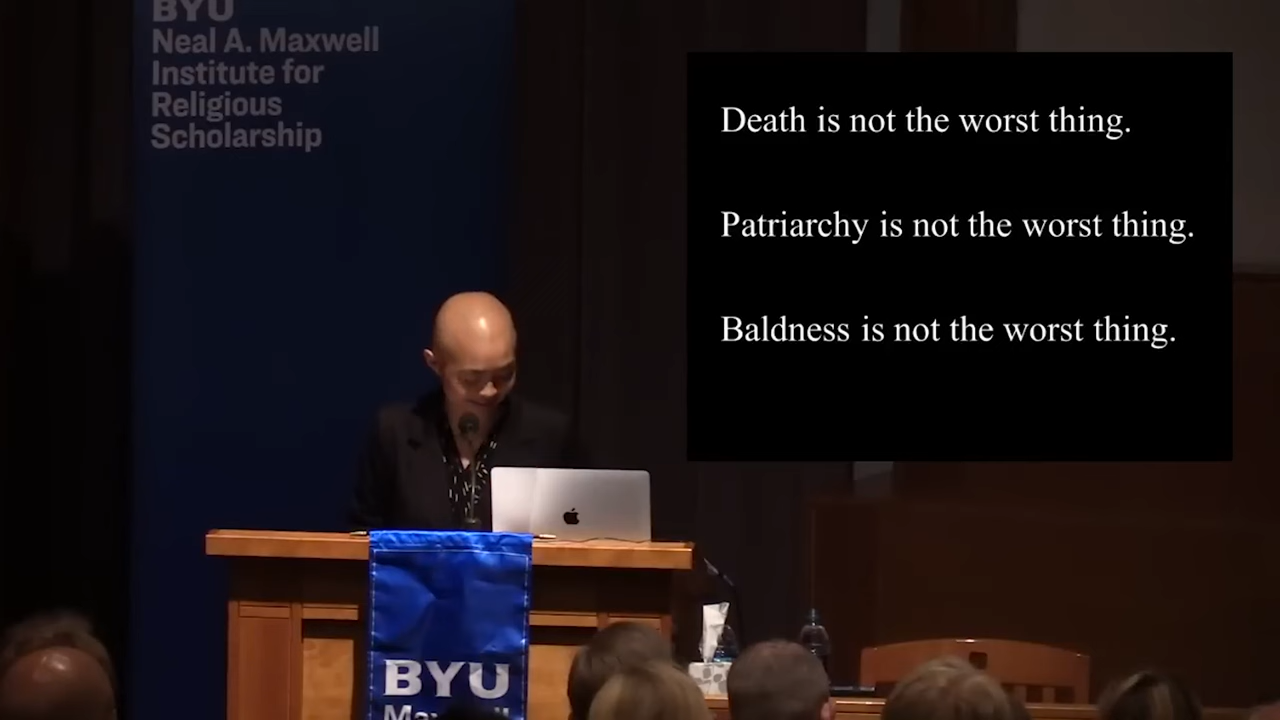 BYU
Neal A. Maxwell
Institute for
Religious
Scholarship
Death is not the worst thing.
Patriarchy is not the worst thing.
Baldness is not the worst thing.
BYU